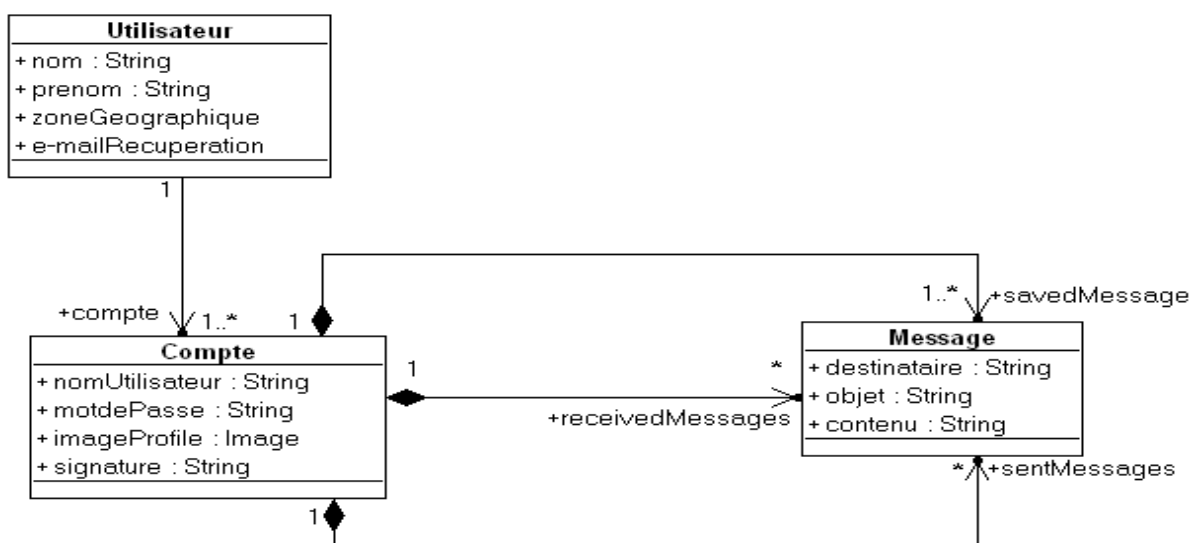 Utilisateur
+ nom : String
+ prenom : String
+ zoneGeographique
+ e-mailRecuperation
1
+compte
1..*
1
1..*
+savedMessage
Compte
+ nomUtilisateur : String
+ motdePasse : String
+ imageProfile : Image
+ signature : String
1
*
+receivedMessages
Message
+ destinataire : String
+ objet : String
+ contenu : String
*
+sentMessages
1